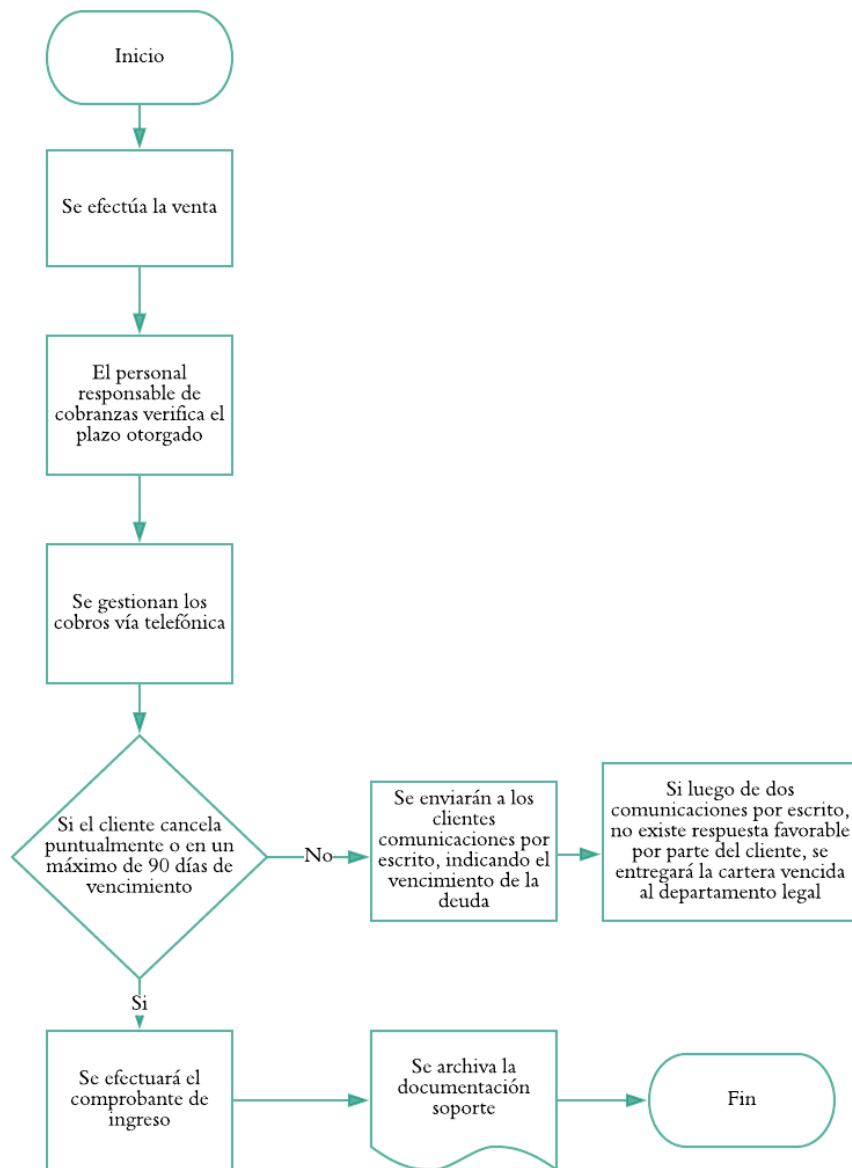 Inicio
Se efectúa la venta
El personal
responsable de
cobranzas verifica el
plazo otorgado
Se gestionan los
cobros vía telefónica
Si el cliente cancela
puntualmente o en un
máximo de 90 días de
vencimiento
No
Se enviarán a los
clientes
comunicaciones por
escrito, indicando el
vencimiento de la
deuda
Si luego de dos
comunicaciones por escrito,
no existe respuesta favorable
por parte del cliente, se
entregará la cartera vencida
al departamento legal
Si
Se efectuará el
comprobante de
ingreso
Se archiva la
documentación
soporte
Fin